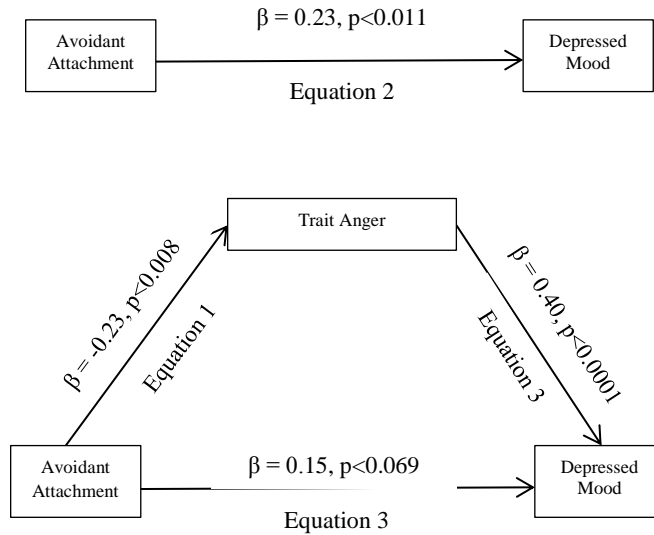 β = 0.23, p<0.011
Avoidant
Attachment
Depressed
Mood
Equation 2
Trait Anger
β = -0.23, p<0.008
Equation 1
β = 0.40, p<0.0001
Equation 3
Avoidant
Attachment
β = 0.15, p<0.069
Depressed
Mood
Equation 3